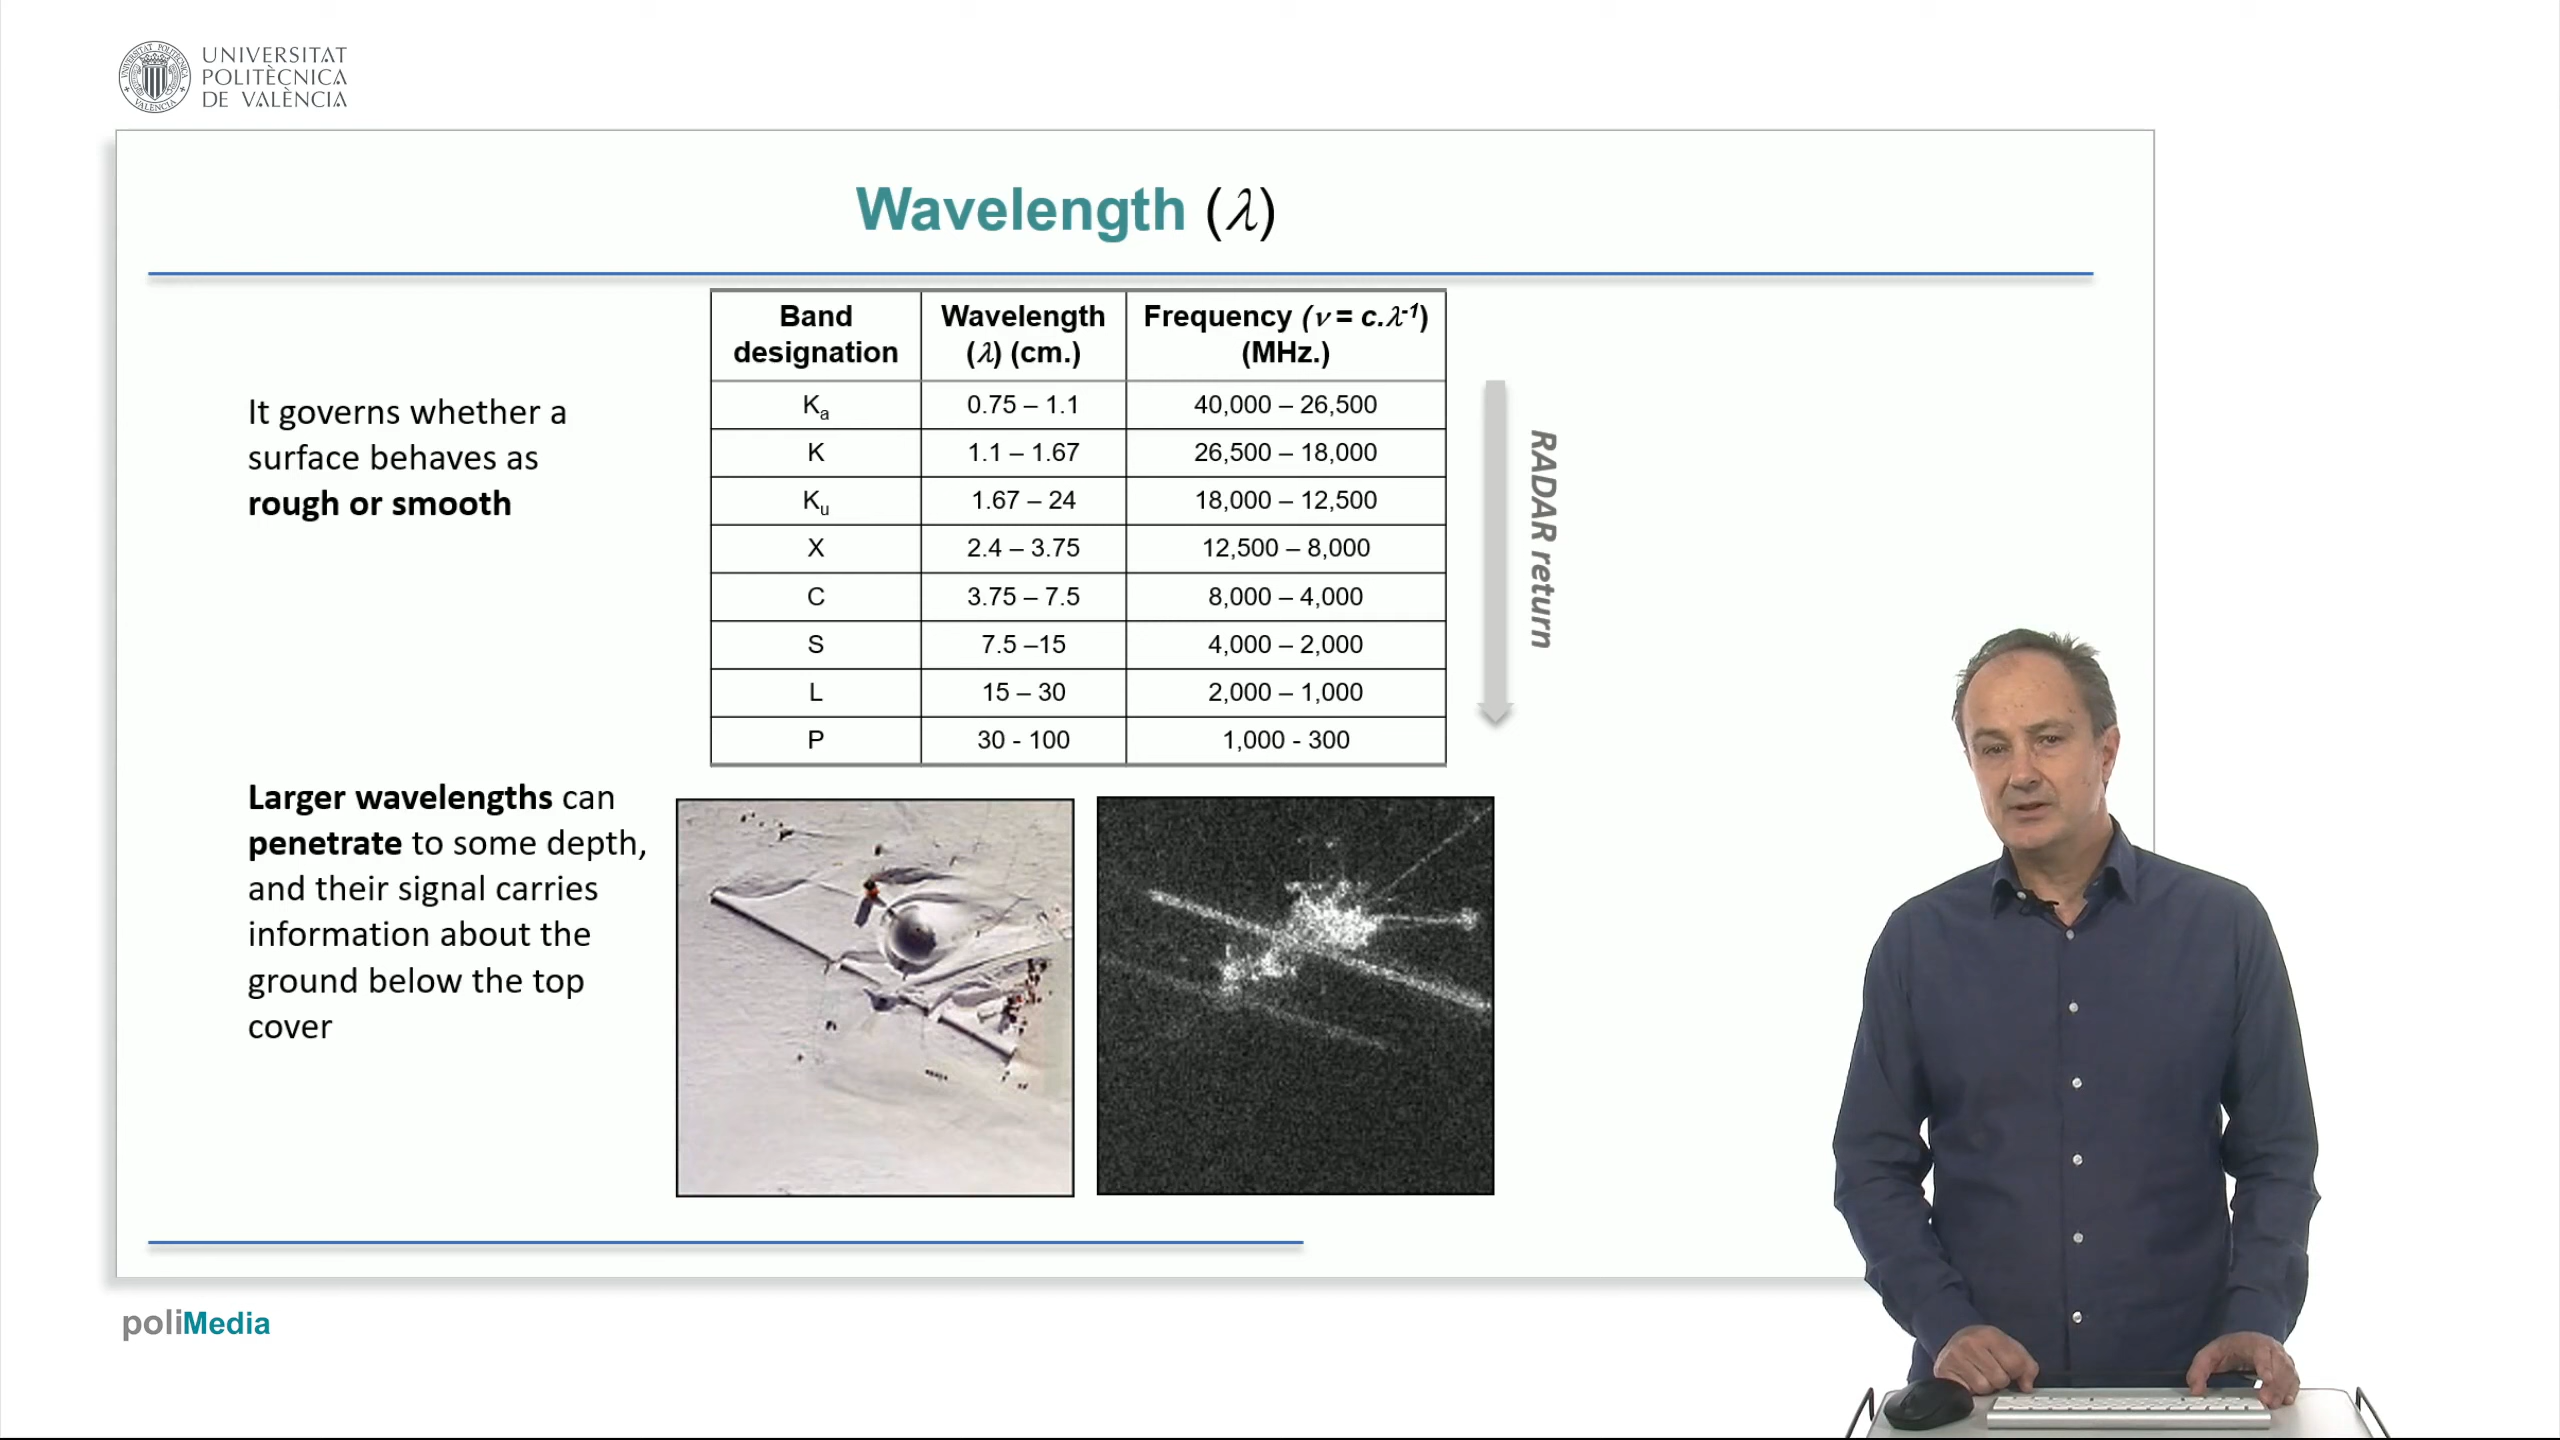 UNIVERSITAT
POLITÈCNICA
DE VALÈNCIA
Wavelength (λ)
It governs whether a
surface behaves as
rough or smooth
Larger wavelengths can
penetrate to some depth,
and their signal carries
information about the
ground below the top
cover
Band designation | Wavelength (λ) (cm.) | Frequency (ν = c.λ⁻¹) (MHz.)
Kₐ | 0.75 – 1.1 | 40,000 – 26,500
K | 1.1 – 1.67 | 26,500 – 18,000
Kᵤ | 1.67 – 24 | 18,000 – 12,500
X | 2.4 – 3.75 | 12,500 – 8,000
C | 3.75 – 7.5 | 8,000 – 4,000
S | 7.5 –15 | 4,000 – 2,000
L | 15 – 30 | 2,000 – 1,000
P | 30 - 100 | 1,000 - 300
RADAR return
poliMedia